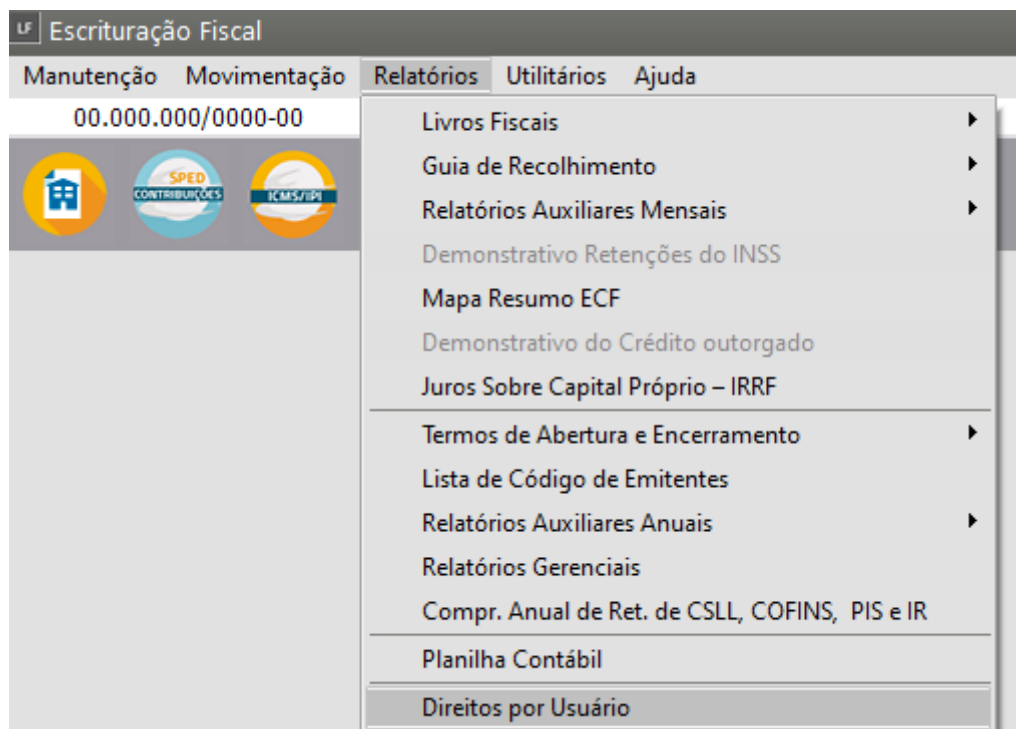 LF Escrituração Fiscal
Manutenção Movimentação Relatórios Utilitários Ajuda
00.000.000/0000-00
SPED
CONTRIBUIÇÕES
ICMS/IPI
Livros Fiscais
Guia de Recolhimento
Relatórios Auxiliares Mensais
Demonstrativo Retenções do INSS
Mapa Resumo ECF
Demonstrativo do Crédito outorgado
Juros Sobre Capital Próprio – IRRF
Termos de Abertura e Encerramento
Lista de Código de Emitentes
Relatórios Auxiliares Anuais
Relatórios Gerenciais
Compr. Anual de Ret. de CSLL, COFINS, PIS e IR
Planilha Contábil
Direitos por Usuário